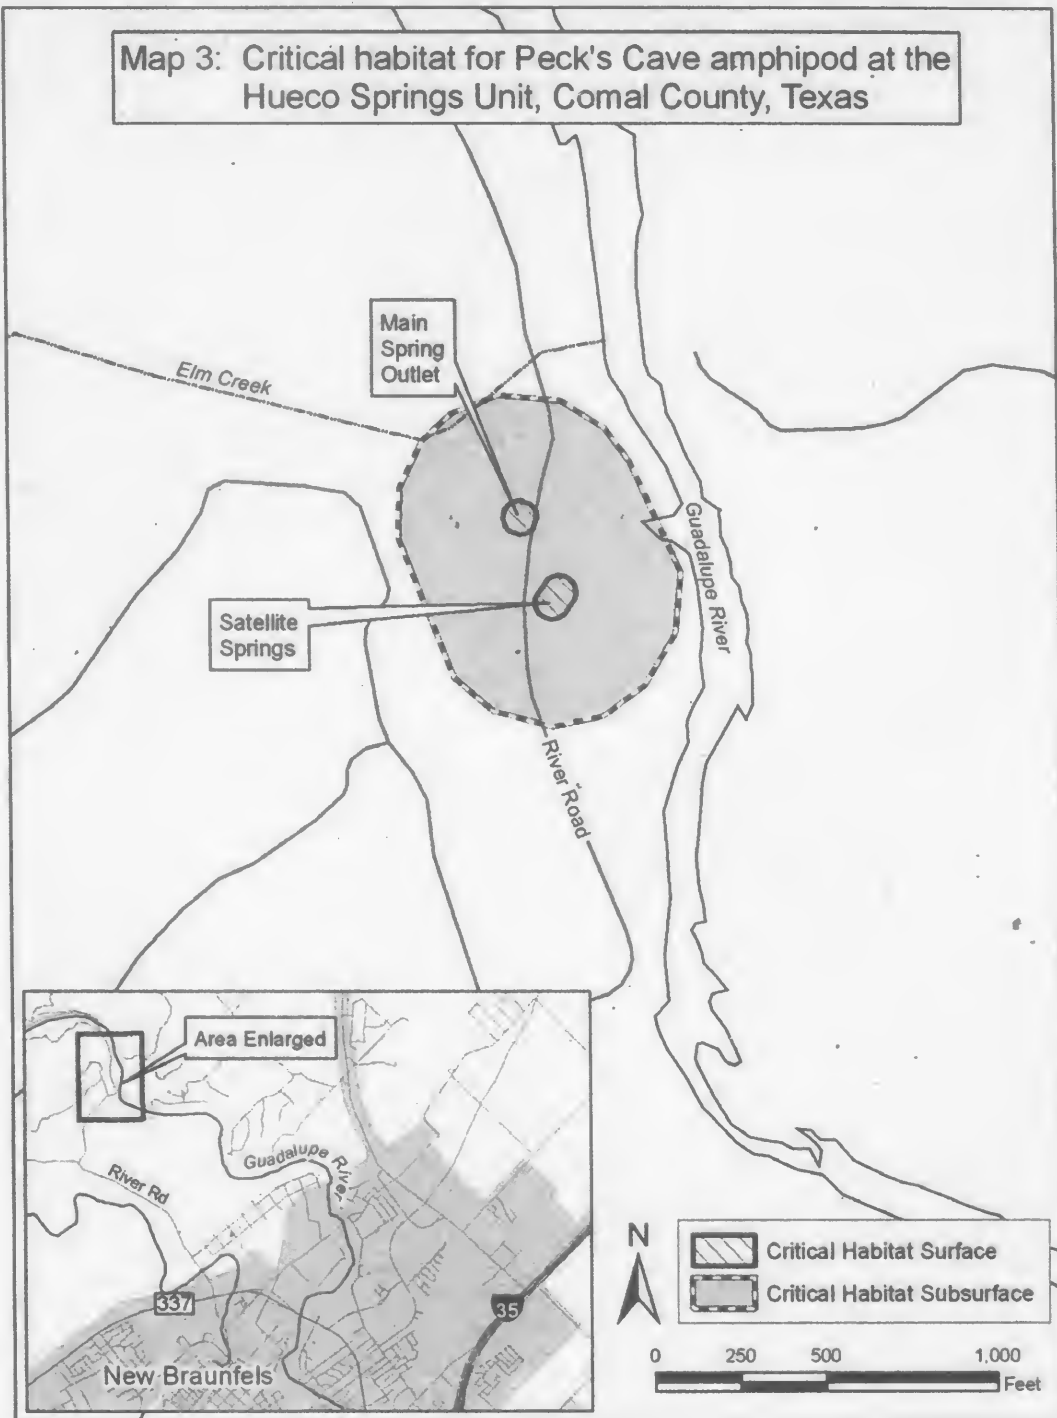 Map 3: Critical habitat for Peck's Cave amphipod at the
Hueco Springs Unit, Comal County, Texas
Main
Spring
Outlet
Elm Creek
Guadalupe River
Satellite
Springs
River Road
Area Enlarged
Guadalupe River
River Rd
337
35
New Braunfels
N
Critical Habitat Surface
Critical Habitat Subsurface
0 250 500 1,000
Feet